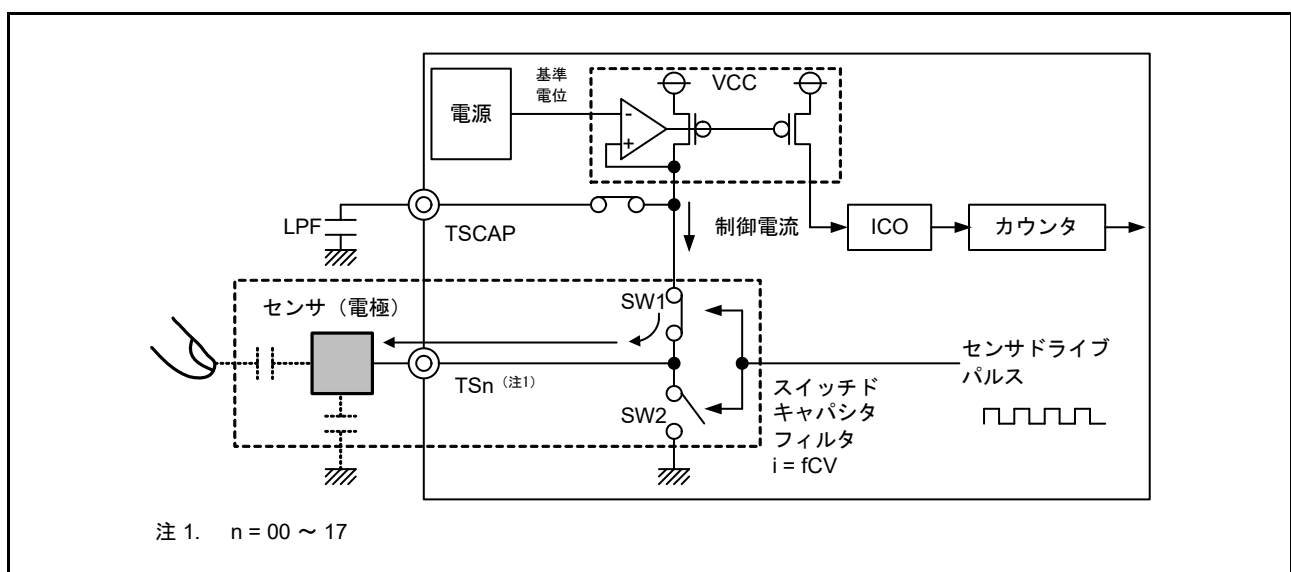 電源
基準
電位
VCC
-
+
LPF
TSCAP
制御電流
ICO
カウンタ
センサ（電極）
SW1
TSn（注1）
SW2
スイッチド
キャパシタ
フィルタ
i = fCV
センサドライブ
パルス
注 1. n = 00 ～ 17